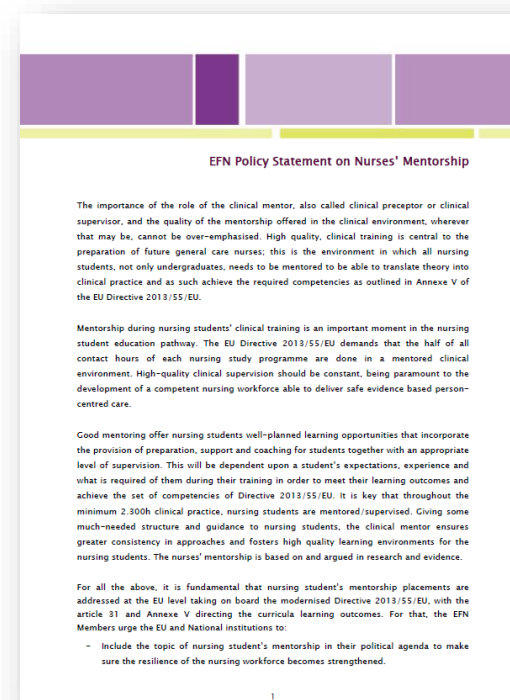 EFN Policy Statement on Nurses' Mentorship
The importance of the role of the clinical mentor, also called clinical preceptor or clinical
supervisor, and the quality of the mentorship offered in the clinical environment, wherever
that may be, cannot be over-emphasised. High quality, clinical training is central to the
preparation of future general care nurses; this is the environment in which all nursing
students, not only undergraduates, needs to be mentored to be able to translate theory into
clinical practice and as such achieve the required competencies as outlined in Annexe V of
the EU Directive 2013/55/EU.
Mentorship during nursing students' clinical training is an important moment in the nursing
student education pathway. The EU Directive 2013/55/EU demands that the half of all
contact hours of each nursing study programme are done in a mentored clinical
environment. High-quality clinical supervision should be constant, being paramount to the
development of a competent nursing workforce able to deliver safe evidence based person-
centred care.
Good mentoring offer nursing students well-planned learning opportunities that incorporate
the provision of preparation, support and coaching for students together with an appropriate
level of supervision. This will be dependent upon a student's expectations, experience and
what is required of them during their training in order to meet their learning outcomes and
achieve the set of competencies of Directive 2013/55/EU. It is key that throughout the
minimum 2.300h clinical practice, nursing students are mentored/supervised. Giving some
much-needed structure and guidance to nursing students, the clinical mentor ensures
greater consistency in approaches and fosters high quality learning environments for the
nursing students. The nurses' mentorship is based on and argued in research and evidence.
For all the above, it is fundamental that nursing student's mentorship placements are
addressed at the EU level taking on board the modernised Directive 2013/55/EU, with the
article 31 and Annexe V directing the curricula learning outcomes. For that, the EFN
Members urge the EU and National institutions to:
- Include the topic of nursing student's mentorship in their political agenda to make
sure the resilience of the nursing workforce becomes strengthened.
1